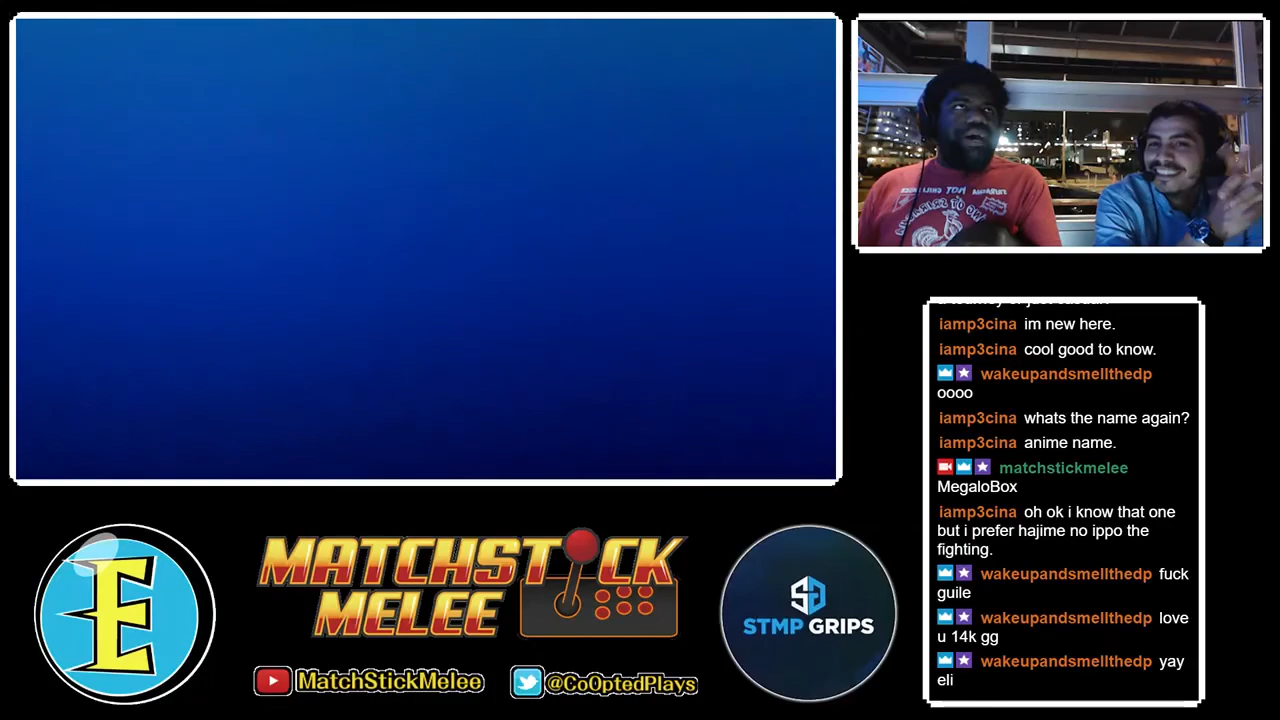 iamp3cina im new here.
iamp3cina cool good to know.
wakeupandsmellthedp
oooo
iamp3cina whats the name again?
iamp3cina anime name.
matchstickmelee
MegaloBox
iamp3cina oh ok i know that one
but i prefer hajime no ippo the
fighting.
wakeupandsmellthedp fuck
guile
wakeupandsmellthedp love
u 14k gg
wakeupandsmellthedp yay
eli
E
MATCHSTICK
MELEE
MatchStickMelee
@CoOptedPlays
SG
STMP GRIPS